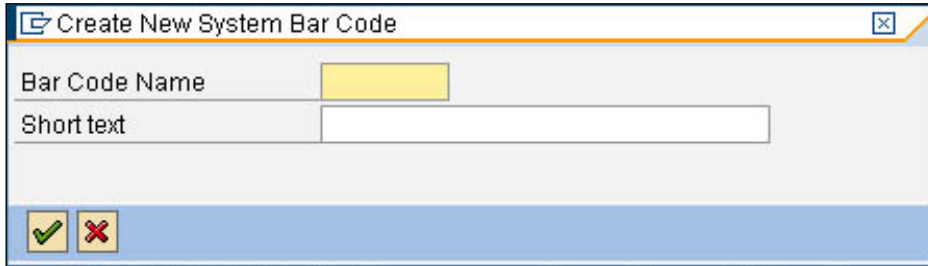 Create New System Bar Code
Bar Code Name
Short text